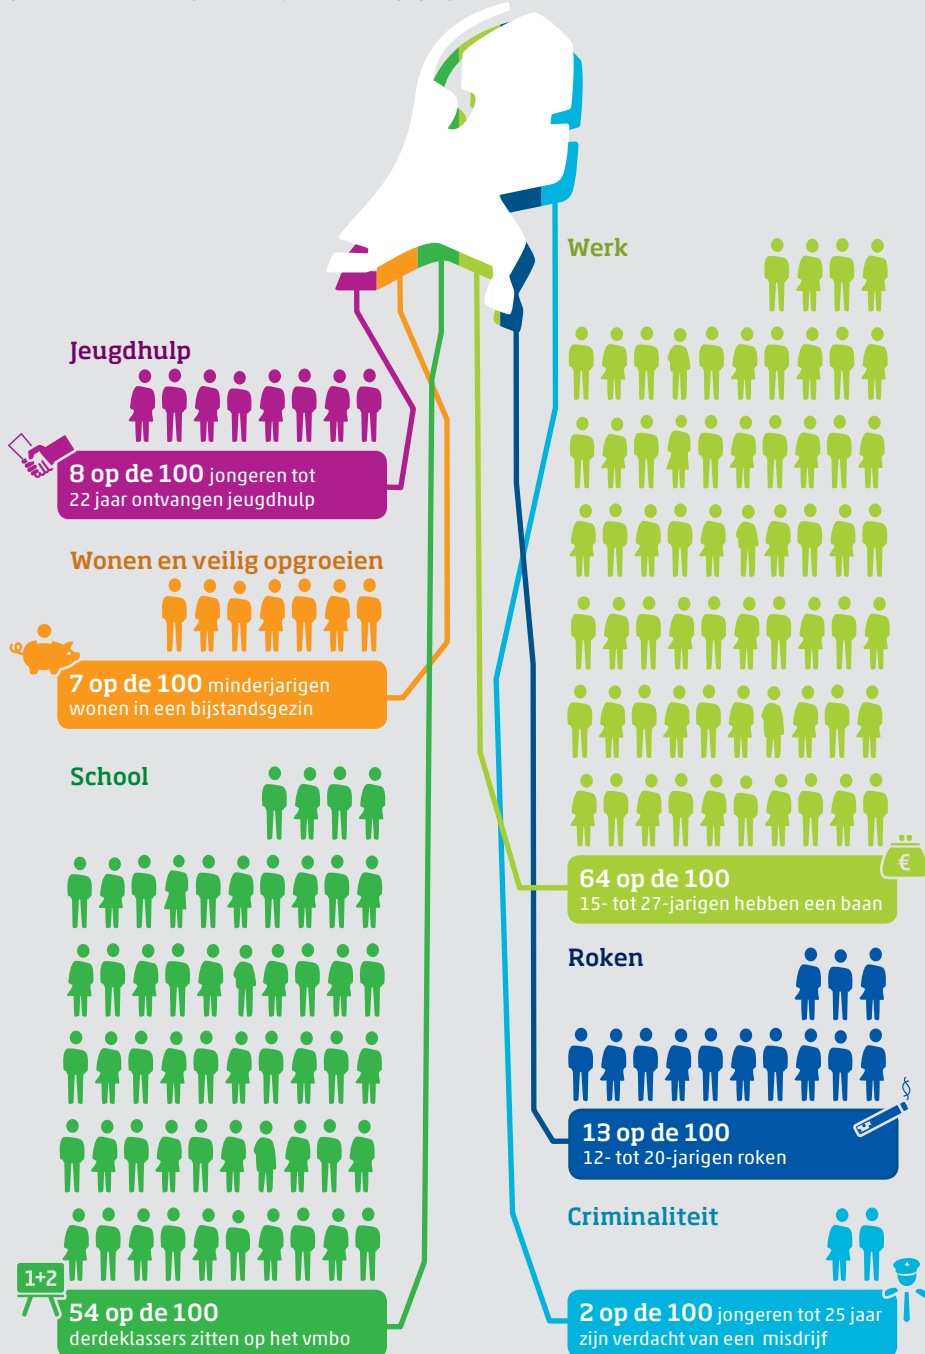 Werk
Jeugdhulp
8 op de 100 jongeren tot
22 jaar ontvangen jeugdhulp
Wonen en veilig opgroeien
7 op de 100 minderjarigen
wonen in een bijstandsgezin
School
1+2
54 op de 100
derdeklassers zitten op het vmbo
€
64 op de 100
15- tot 27-jarigen hebben een baan
Roken
13 op de 100
12- tot 20-jarigen roken
Criminaliteit
2 op de 100 jongeren tot 25 jaar
zijn verdacht van een misdrijf